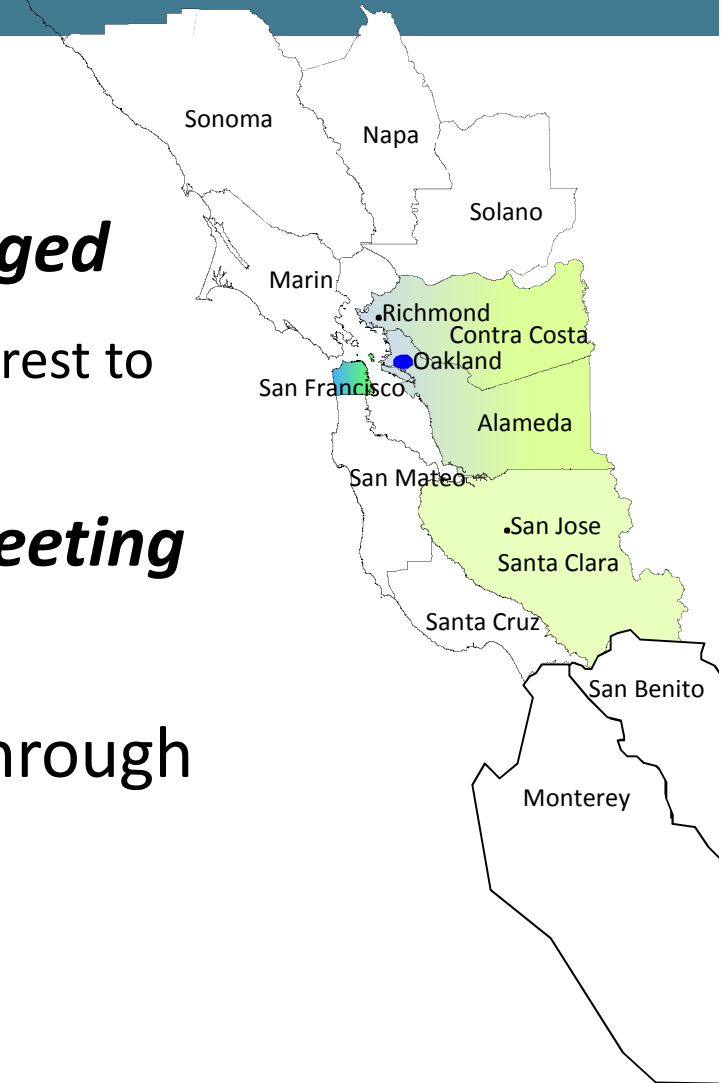 Sonoma
Napa
Solano
ged
Marin
Richmond
Contra Costa
rest to
Oakland
San Francisco
Alameda
San Mateo
eeting
San Jose
Santa Clara
Santa Cruz
San Benito
hrough
Monterey